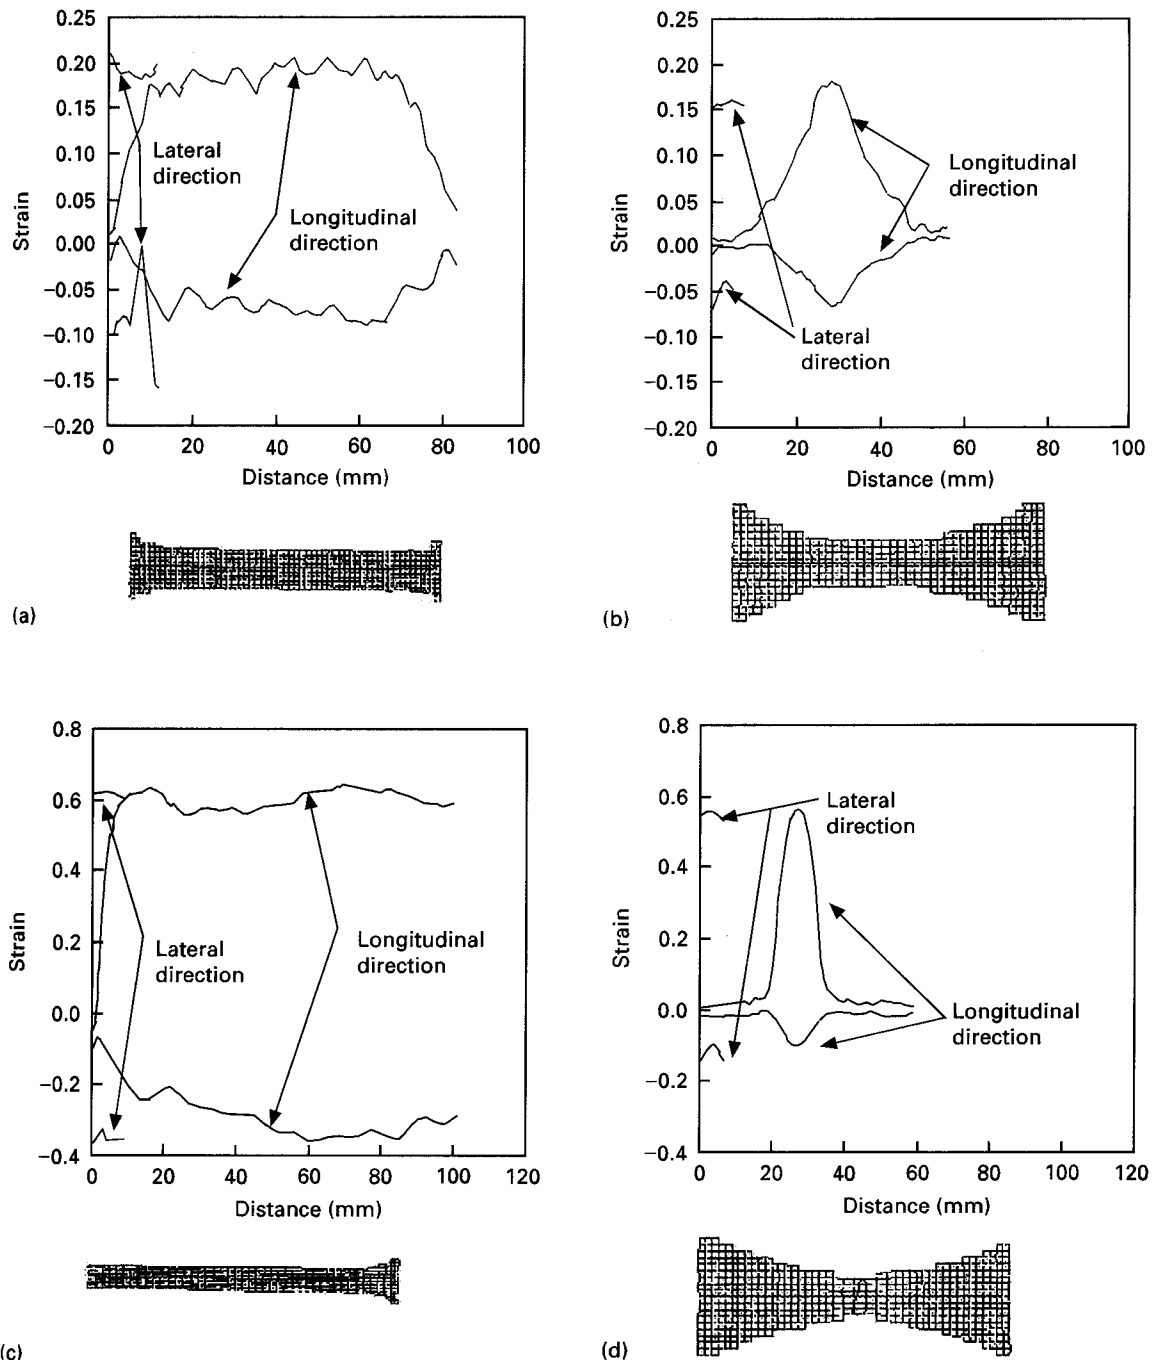 0.25
0.20
0.15
0.10
0.05
0.00
−0.05
−0.10
−0.15
−0.20
Strain
Lateral
direction
Longitudinal
direction
0 20 40 60 80 100
Distance (mm)
(a)
0.25
0.20
0.15
0.10
0.05
0.00
−0.05
−0.10
−0.15
−0.20
Strain
Longitudinal
direction
Lateral
direction
0 20 40 60 80 100
Distance (mm)
(b)
0.8
0.6
0.4
0.2
0.0
−0.2
−0.4
Strain
Lateral
direction
Longitudinal
direction
0 20 40 60 80 100 120
Distance (mm)
(c)
0.8
0.6
0.4
0.2
0.0
−0.2
−0.4
Strain
Lateral
direction
Longitudinal
direction
0 20 40 60 80 100 120
Distance (mm)
(d)